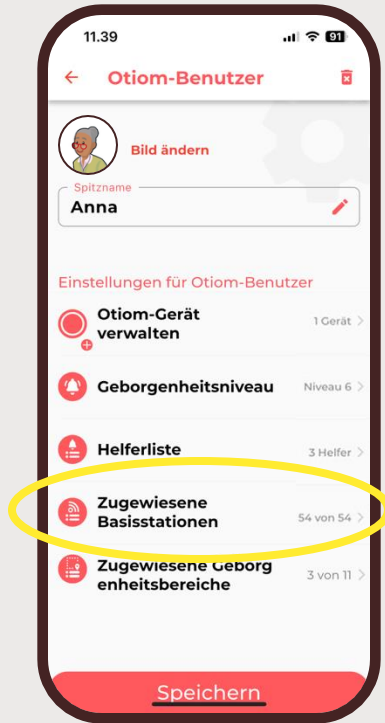 11.39
91
Otiom-Benutzer
Bild ändern
Spitzname
Anna
Einstellungen für Otiom-Benutzer
Otiom-Gerät
verwalten
1 Gerät
Geborgenheitsniveau
Niveau 6
Helferliste
3 Helfer
Zugewiesene
Basisstationen
54 von 54
Zugewiesene Geborg
enheitsbereiche
3 von 11
Speichern